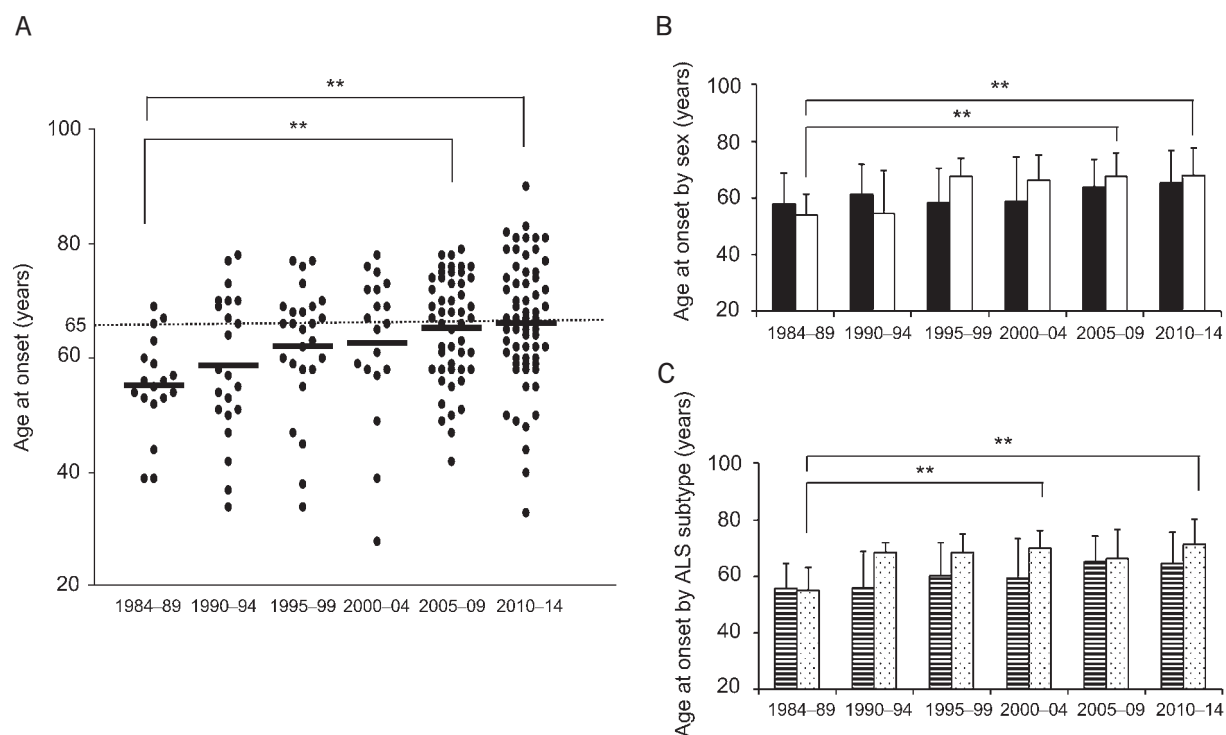 A
**
**
Age at onset (years)
100
80
65
60
40
20
1984–89 1990–94 1995–99 2000–04 2005–09 2010–14
B
**
**
Age at onset by sex (years)
100
80
60
40
20
1984–89 1990–94 1995–99 2000–04 2005–09 2010–14
C
**
**
Age at onset by ALS subtype (years)
100
80
60
40
20
1984–89 1990–94 1995–99 2000–04 2005–09 2010–14